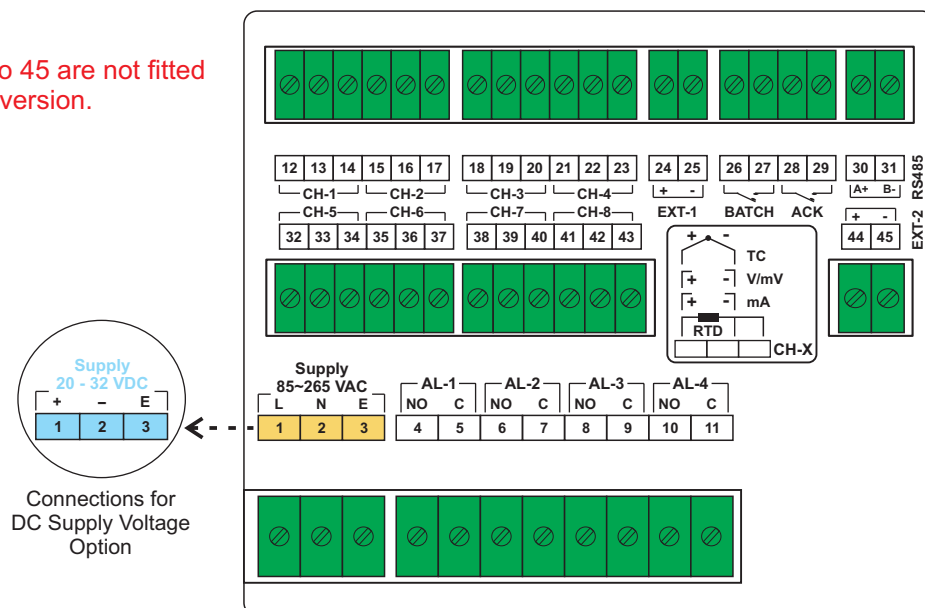 o 45 are not fitted
version.
12 13 14 15 16 17 18 19 20 21 22 23 24 25 26 27 28 29 30 31
+ - A+ B- RS485
CH-1 CH-2 CH-3 CH-4
EXT-1 BATCH ACK
CH-5 CH-6 CH-7 CH-8
+ - EXT-2
32 33 34 35 36 37 38 39 40 41 42 43 44 45
+ -
TC
+ - V/mV
+ - mA
RTD
CH-X
Supply
20 - 32 VDC
+ – E
1 2 3
Connections for
DC Supply Voltage
Option
Supply
85~265 VAC
L N E
1 2 3
AL-1 AL-2 AL-3 AL-4
NO C NO C NO C NO C
4 5 6 7 8 9 10 11